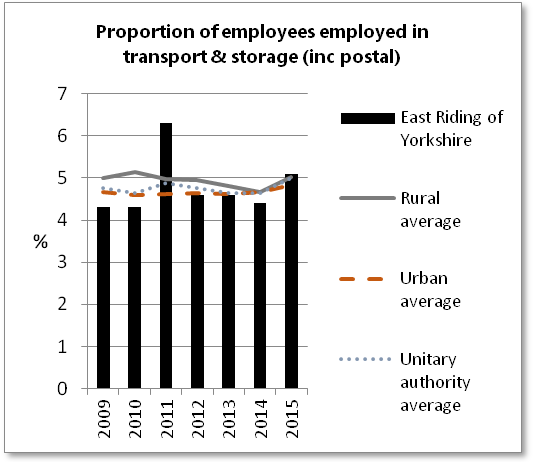 Proportion of employees employed in
transport & storage (inc postal)
7
6
5
4
3
2
1
0
%
2009
2010
2011
2012
2013
2014
2015
East Riding of
Yorkshire
Rural
average
Urban
average
Unitary
authority
average